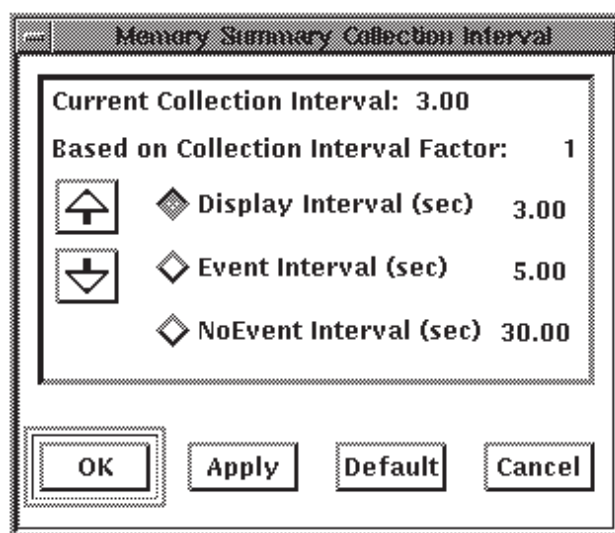 Memory Summary Collection Interval
Current Collection Interval: 3.00
Based on Collection Interval Factor: 1
Display Interval (sec) 3.00
Event Interval (sec) 5.00
NoEvent Interval (sec) 30.00
OK Apply Default Cancel